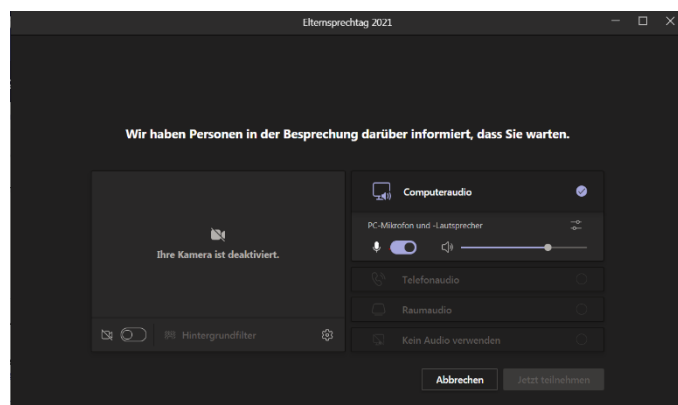 Elternsprechtag 2021
Wir haben Personen in der Besprechung darüber informiert, dass Sie warten.
Ihre Kamera ist deaktiviert.
Hintergrundfilter
Computeraudio
PC-Mikrofon und -Lautsprecher
Telefonaudio
Raumaudio
Kein Audio verwenden
Abbrechen
Jetzt teilnehmen